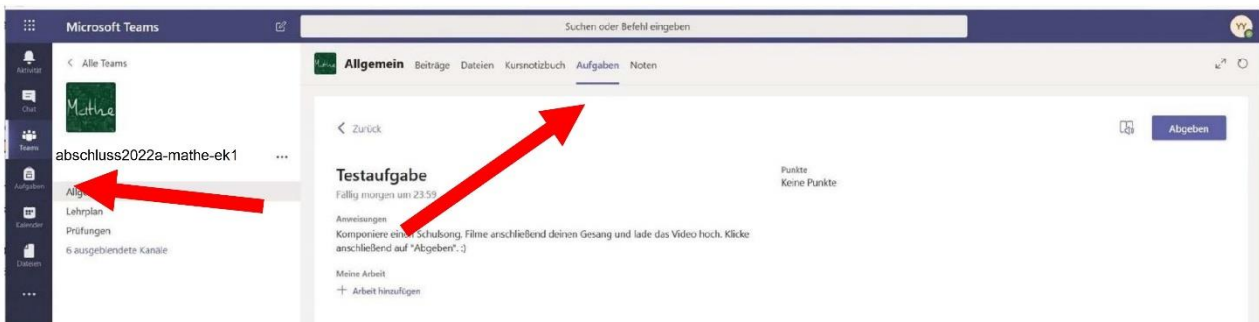 Microsoft Teams
Suchen oder Befehl eingeben
YY
Aktivität
Chat
Teams
Aufgaben
Kalender
Dateien
Alle Teams
Mathe
abschluss2022a-mathe-ek1
Lehrplan
Prüfungen
6 ausgeblendete Kanäle
Mathe
Allgemein Beiträge Dateien Kursnotizbuch Aufgaben Noten
Zurück
Abgeben
Testaufgabe
Fällig morgen um 23:59
Punkte
Keine Punkte
Anweisungen
Komponiere einen Schulsong. Filme anschließend deinen Gesang und lade das Video hoch. Klicke
anschließend auf "Abgeben". :)
Meine Arbeit
+ Arbeit hinzufügen